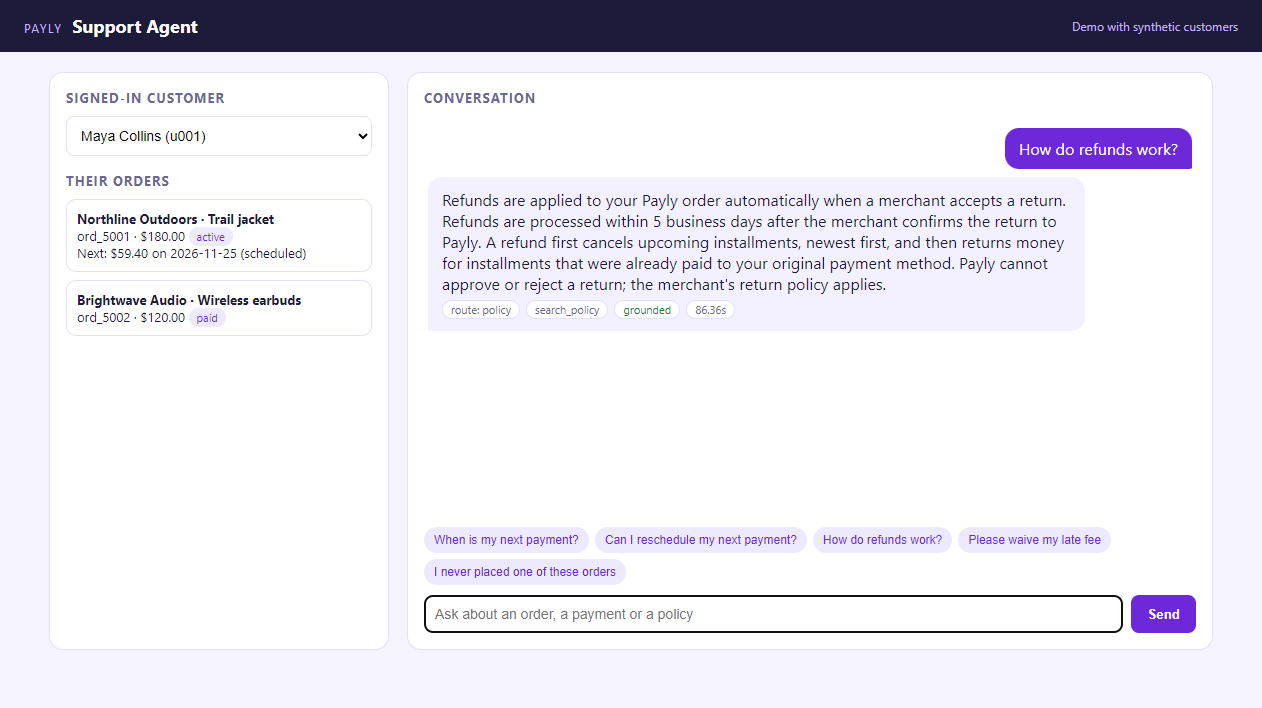 PAYLY Support Agent
Demo with synthetic customers
SIGNED-IN CUSTOMER
Maya Collins (u001)
THEIR ORDERS
Northline Outdoors · Trail jacket
ord_5001 · $180.00 active
Next: $59.40 on 2026-11-25 (scheduled)
Brightwave Audio · Wireless earbuds
ord_5002 · $120.00 paid
CONVERSATION
How do refunds work?
Refunds are applied to your Payly order automatically when a merchant accepts a return.
Refunds are processed within 5 business days after the merchant confirms the return to
Payly. A refund first cancels upcoming installments, newest first, and then returns money
for installments that were already paid to your original payment method. Payly cannot
approve or reject a return; the merchant's return policy applies.
route: policy search_policy grounded 86.36s
When is my next payment? Can I reschedule my next payment? How do refunds work? Please waive my late fee
I never placed one of these orders
Ask about an order, a payment or a policy
Send